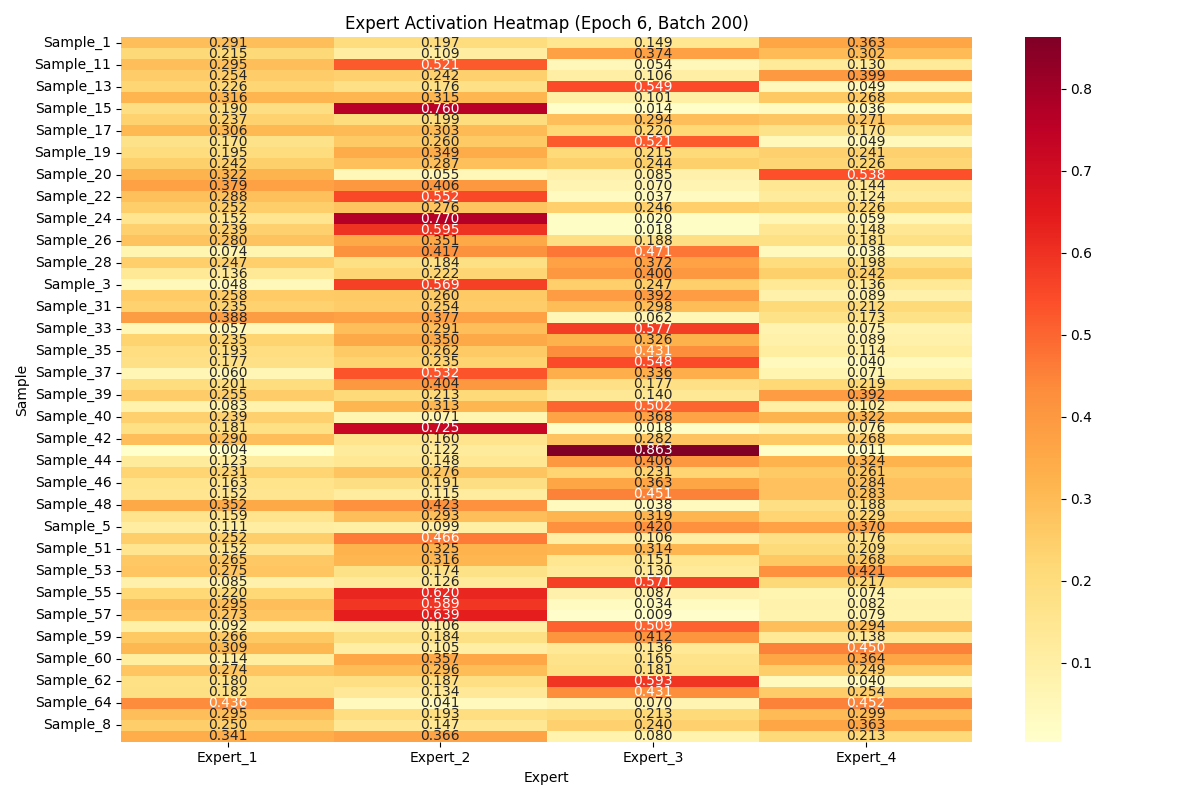 Expert Activation Heatmap (Epoch 6, Batch 200)
Sample_1 0.291 0.197 0.149 0.363
0.215 0.109 0.374 0.302
Sample_11 0.295 0.521 0.054 0.130
0.254 0.242 0.106 0.399
Sample_13 0.226 0.176 0.549 0.049
0.316 0.315 0.101 0.268
Sample_15 0.190 0.760 0.014 0.036
0.237 0.199 0.294 0.271
Sample_17 0.306 0.303 0.220 0.170
0.170 0.260 0.521 0.049
Sample_19 0.195 0.349 0.215 0.241
0.242 0.287 0.244 0.226
Sample_20 0.322 0.055 0.085 0.538
0.379 0.406 0.070 0.144
Sample_22 0.288 0.552 0.037 0.124
0.252 0.276 0.246 0.226
Sample_24 0.152 0.770 0.020 0.059
0.239 0.595 0.018 0.148
Sample_26 0.280 0.351 0.188 0.181
0.074 0.417 0.471 0.038
Sample_28 0.247 0.184 0.372 0.198
0.136 0.222 0.400 0.242
Sample_3 0.048 0.569 0.247 0.136
0.258 0.260 0.392 0.089
Sample_31 0.235 0.254 0.298 0.212
0.388 0.377 0.062 0.173
Sample_33 0.057 0.291 0.577 0.075
0.235 0.350 0.326 0.089
Sample_35 0.193 0.262 0.431 0.114
0.177 0.235 0.548 0.040
Sample_37 0.060 0.532 0.336 0.071
0.201 0.404 0.177 0.219
Sample_39 0.255 0.213 0.140 0.392
0.083 0.313 0.502 0.102
Sample_40 0.239 0.071 0.368 0.322
0.181 0.725 0.018 0.076
Sample_42 0.290 0.160 0.282 0.268
0.004 0.122 0.863 0.011
Sample_44 0.123 0.148 0.406 0.324
0.231 0.276 0.231 0.261
Sample_46 0.163 0.191 0.363 0.284
0.152 0.115 0.451 0.283
Sample_48 0.352 0.423 0.038 0.188
0.159 0.293 0.319 0.229
Sample_5 0.111 0.099 0.420 0.370
0.252 0.466 0.106 0.176
Sample_51 0.152 0.325 0.314 0.209
0.265 0.316 0.151 0.268
Sample_53 0.275 0.174 0.130 0.421
0.085 0.126 0.571 0.217
Sample_55 0.220 0.620 0.087 0.074
0.295 0.589 0.034 0.082
Sample_57 0.273 0.639 0.009 0.079
0.092 0.106 0.509 0.294
Sample_59 0.266 0.184 0.412 0.138
0.309 0.105 0.136 0.450
Sample_60 0.114 0.357 0.165 0.364
0.274 0.296 0.181 0.249
Sample_62 0.180 0.187 0.593 0.040
0.182 0.134 0.431 0.254
Sample_64 0.436 0.041 0.070 0.452
0.295 0.193 0.213 0.299
Sample_8 0.250 0.147 0.240 0.363
0.341 0.366 0.080 0.213
Expert_1 Expert_2 Expert_3 Expert_4
Expert
Sample
0.8
0.7
0.6
0.5
0.4
0.3
0.2
0.1